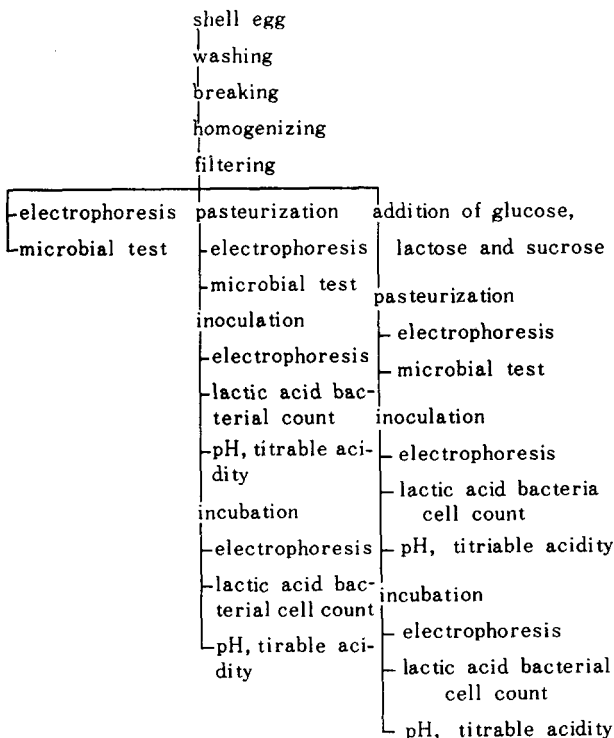 shell egg
washing
breaking
homogenizing
filtering
electrophoresis
microbial test
pasteurization
electrophoresis
microbial test
inoculation
electrophoresis
lactic acid bac-
terial count
pH, titrable aci-
dity
incubation
electrophoresis
lactic acid bac-
terial cell count
pH, tirable aci-
dity
addition of glucose,
lactose and sucrose
pasteurization
electrophoresis
microbial test
inoculation
electrophoresis
lactic acid bacteria
cell count
pH, titriable acidity
incubation
electrophoresis
lactic acid bacterial
cell count
pH, titrable acidity